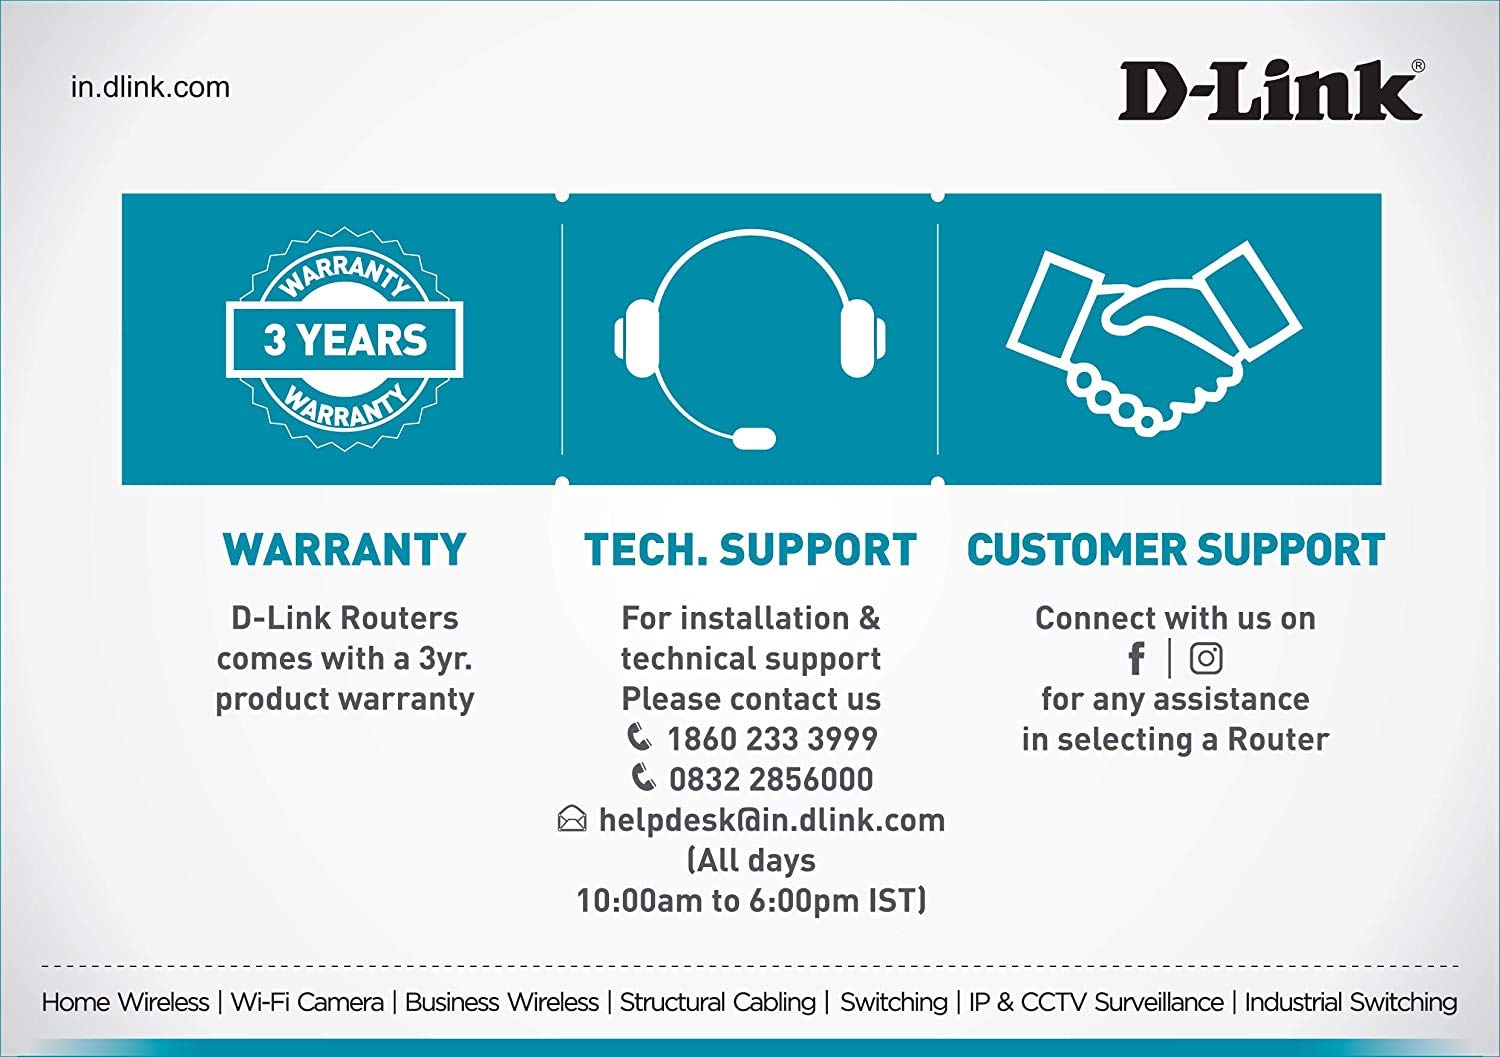 in.dlink.com
D-Link®
WARRANTY
3 YEARS
WARRANTY
WARRANTY
D-Link Routers
comes with a 3yr.
product warranty
TECH. SUPPORT
For installation &
technical support
Please contact us
1860 233 3999
0832 2856000
helpdesk@in.dlink.com
(All days
10:00am to 6:00pm IST)
CUSTOMER SUPPORT
Connect with us on
f |
for any assistance
in selecting a Router
Home Wireless | Wi-Fi Camera | Business Wireless | Structural Cabling | Switching | IP & CCTV Surveillance | Industrial Switching